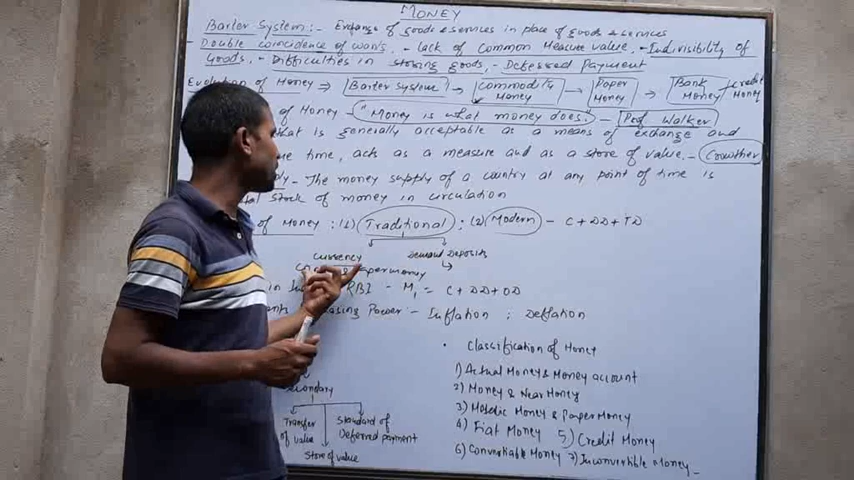 MONEY
Barter System:- Exchange of goods & services in place of goods & services
- Double coincidence of wants, - Lack of Common Measure value, - Indivisibility of
Goods, - Difficulties in storing goods, - Deferred Payment
Evolution of Money → Barter System → Commodity Money → Paper Money → Bank Money → Credit Money
of Money - "Money is what money does." - Prof Walker
that is generally acceptable as a means of exchange and
time, acts as a measure and as a store of value. - Crowther
- The money supply of a country at any point of time is
stock of money in circulation
of Money : (1) Traditional ; (2) Modern - C + DD + TD
Currency Demand Deposits
Paper money
in RBI - M1 = C + DD + OD
Power - Inflation ; Deflation
Classification of Money
1) Actual Money & Money account
2) Money & Near Money
3) Metallic Money & Paper Money
4) Fiat Money 5) Credit Money
6) Convertible Money 7) Inconvertible Money
Transfer of value
Standard of Deferred payment
Store of value